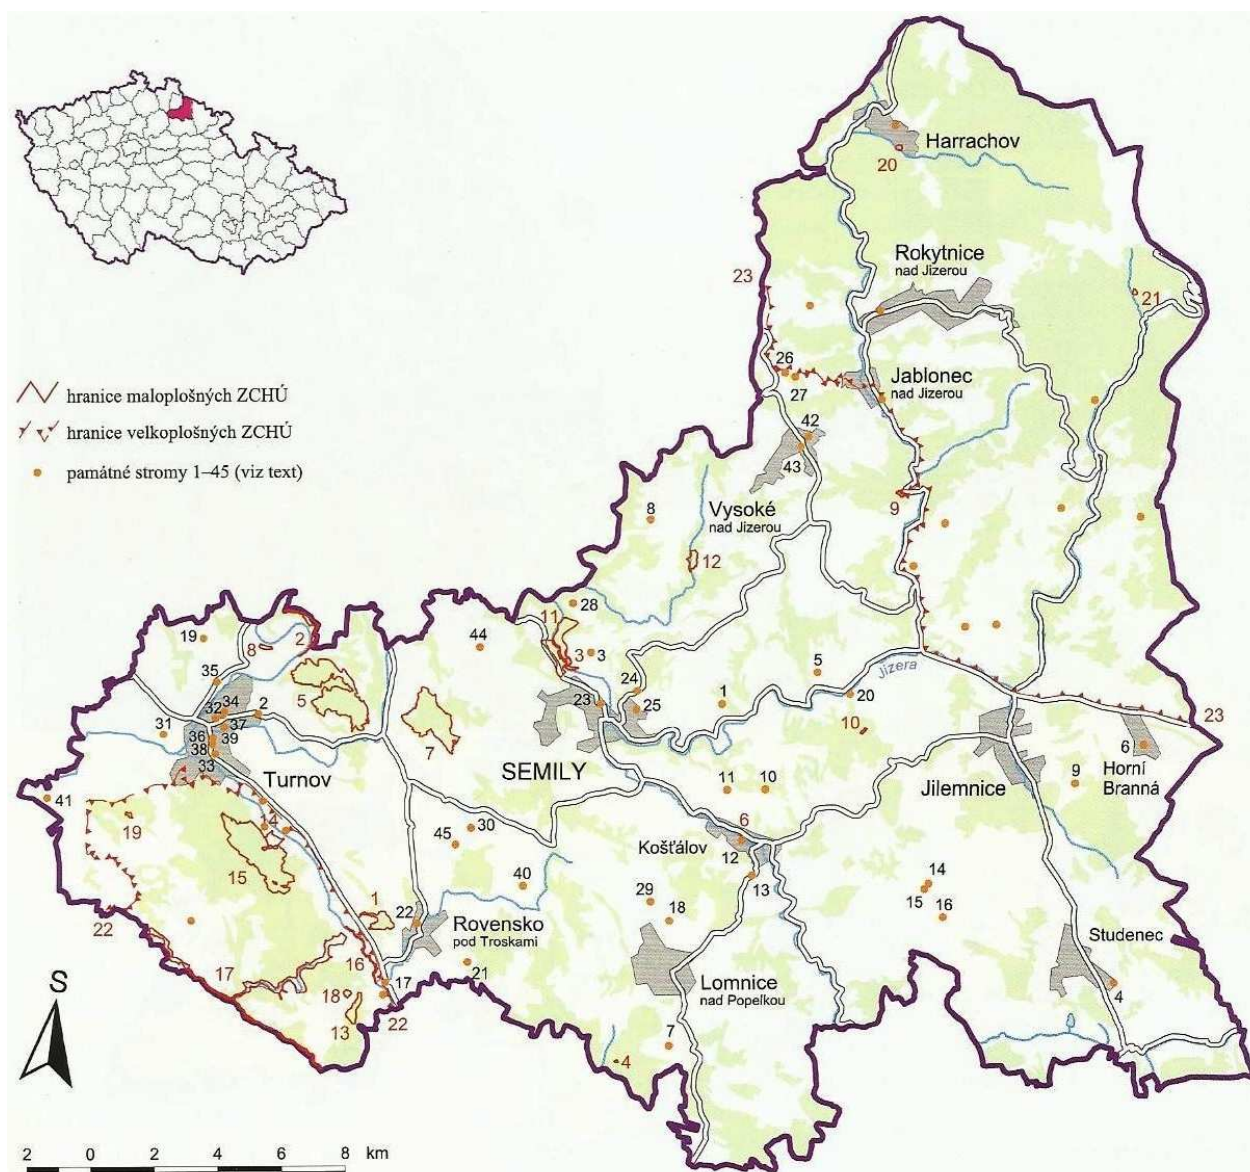 Harrachov
20
Rokytnice
nad Jizerou
23
21
hranice maloplošných ZCHÚ
hranice velkoplošných ZCHÚ
památné stromy 1–45 (viz text)
26
27
Jablonec
nad Jizerou
42
43
9
8
Vysoké
nad Jizerou
12
28
11
3
3
19
8
2
44
35
5
24
5
Jizera
34
32
2
5
7
23
25
1
20
10
31
37
36
39
38
33
23
6
Horní
Branná
Turnov
SEMILY
11
10
Jilemnice
9
41
19
14
30
45
Košťálov
6
12
13
15
40
29
18
14
15
16
1
22
Rovensko
pod Troskami
22
Studenec
17
16
21
Lomnice
nad Popelkou
S
18
17
13
22
4
7
4
2 0 2 4 6 8 km